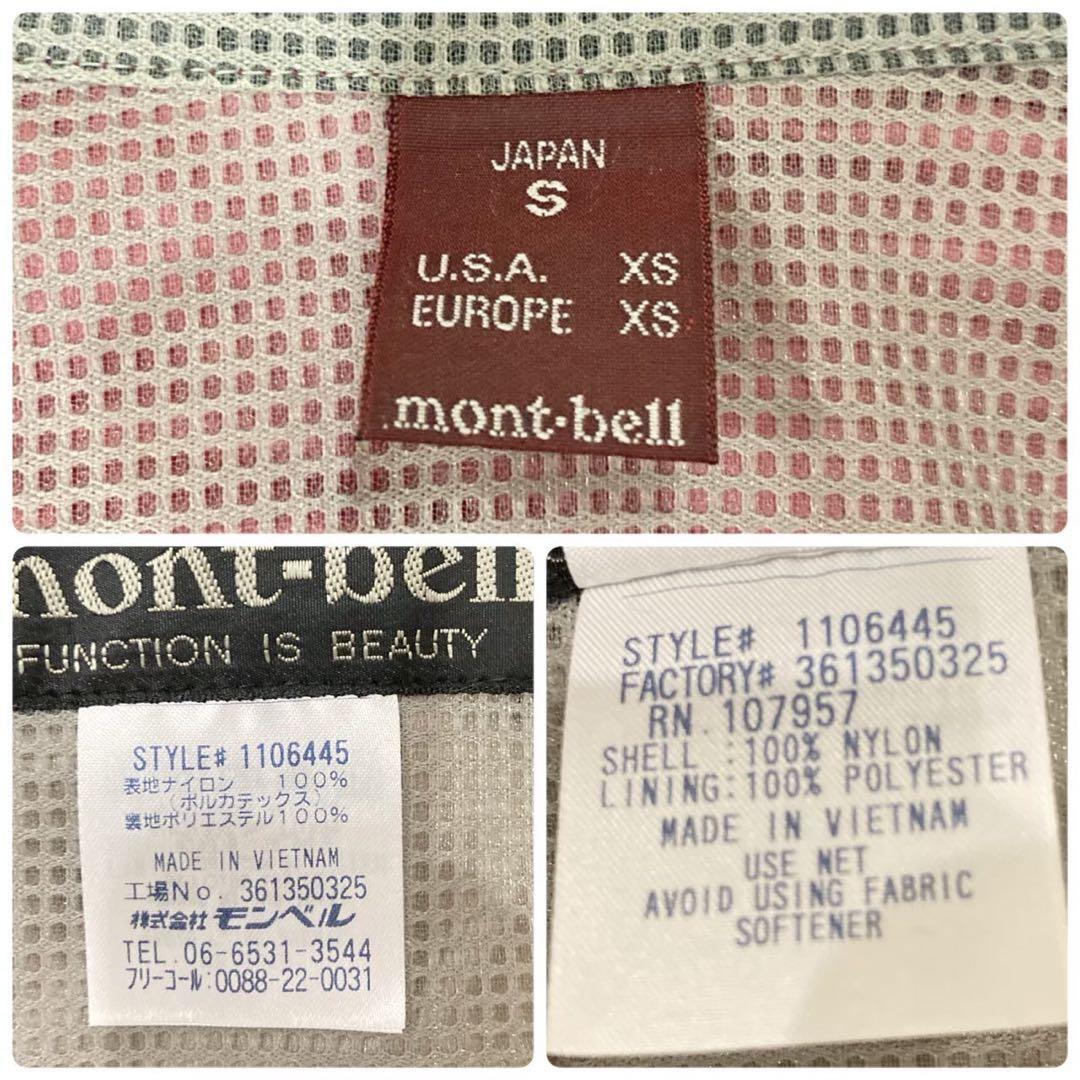 JAPAN
S
U.S.A. XS
EUROPE XS
mont-bell
mont-bell
FUNCTION IS BEAUTY
STYLE# 1106445
表地ナイロン 100%
(ポルカテックス)
裏地ポリエステル100%
MADE IN VIETNAM
工場No. 361350325
株式会社 モンベル
TEL.06-6531-3544
フリーコール:0088-22-0031
STYLE# 1106445
FACTORY# 361350325
RN. 107957
SHELL :100% NYLON
LINING:100% POLYESTER
MADE IN VIETNAM
USE NET
AVOID USING FABRIC
SOFTENER